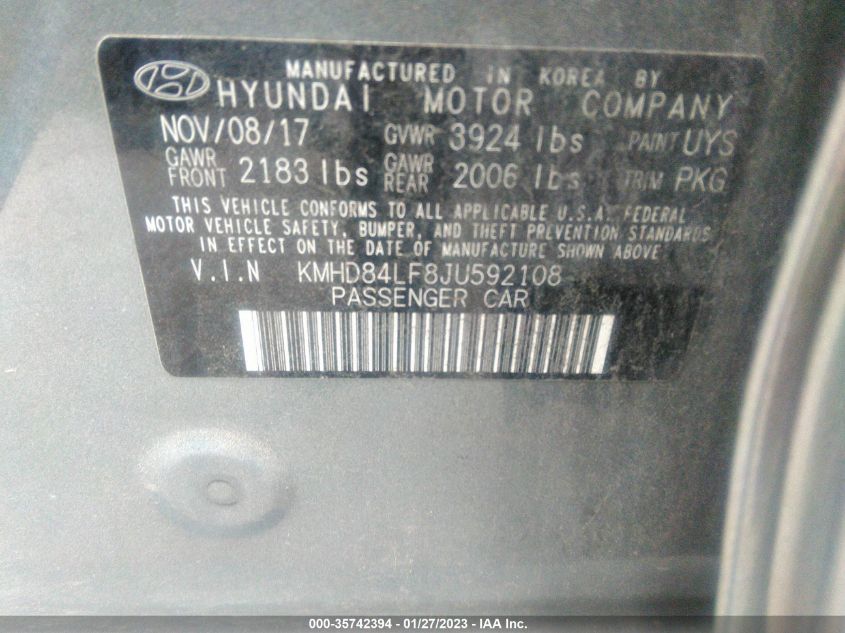 MANUFACTURED IN KOREA BY
HYUNDAI MOTOR COMPANY
NOV/08/17 GVWR 3924 lbs PAINT UYS
GAWR FRONT 2183 lbs GAWR REAR 2006 lbs TRIM PKG
THIS VEHICLE CONFORMS TO ALL APPLICABLE U.S.A. FEDERAL
MOTOR VEHICLE SAFETY, BUMPER, AND THEFT PREVENTION STANDARDS
IN EFFECT ON THE DATE OF MANUFACTURE SHOWN ABOVE
V.I.N KMHD84LF8JU592108
PASSENGER CAR
000-35742394 - 01/27/2023 - IAA Inc.